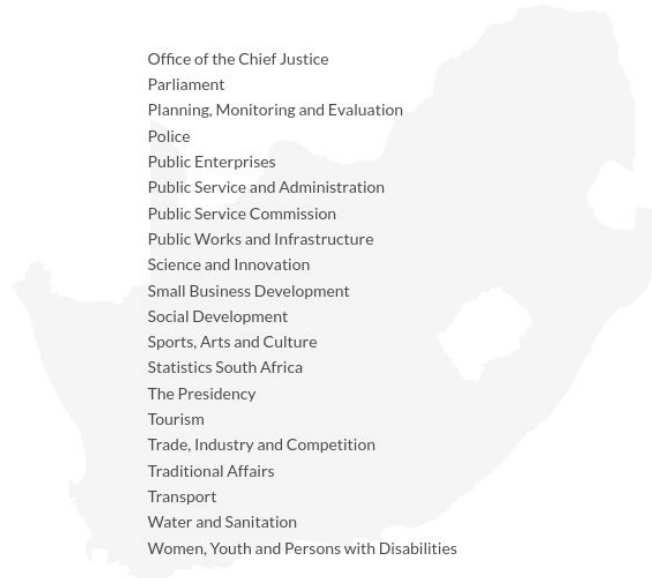 Office of the Chief Justice
Parliament
Planning, Monitoring and Evaluation
Police
Public Enterprises
Public Service and Administration
Public Service Commission
Public Works and Infrastructure
Science and Innovation
Small Business Development
Social Development
Sports, Arts and Culture
Statistics South Africa
The Presidency
Tourism
Trade, Industry and Competition
Traditional Affairs
Transport
Water and Sanitation
Women, Youth and Persons with Disabilities